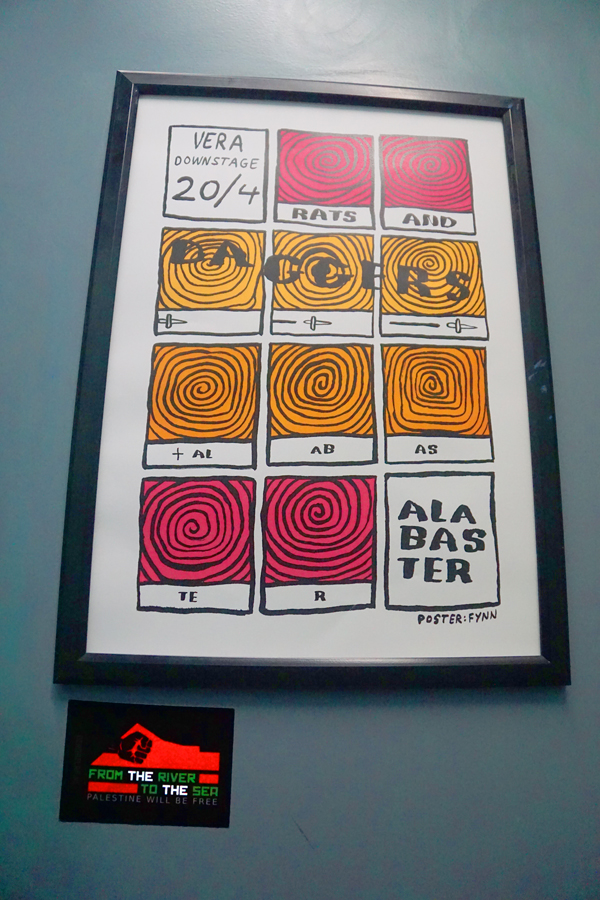 VERA
DOWNSTAGE
20/4
RATS AND
DAGGERS
+ AL AB AS
TE R
ALA
BAS
TER
POSTER:FYNN
FROM THE RIVER
TO THE SEA
PALESTINE WILL BE FREE